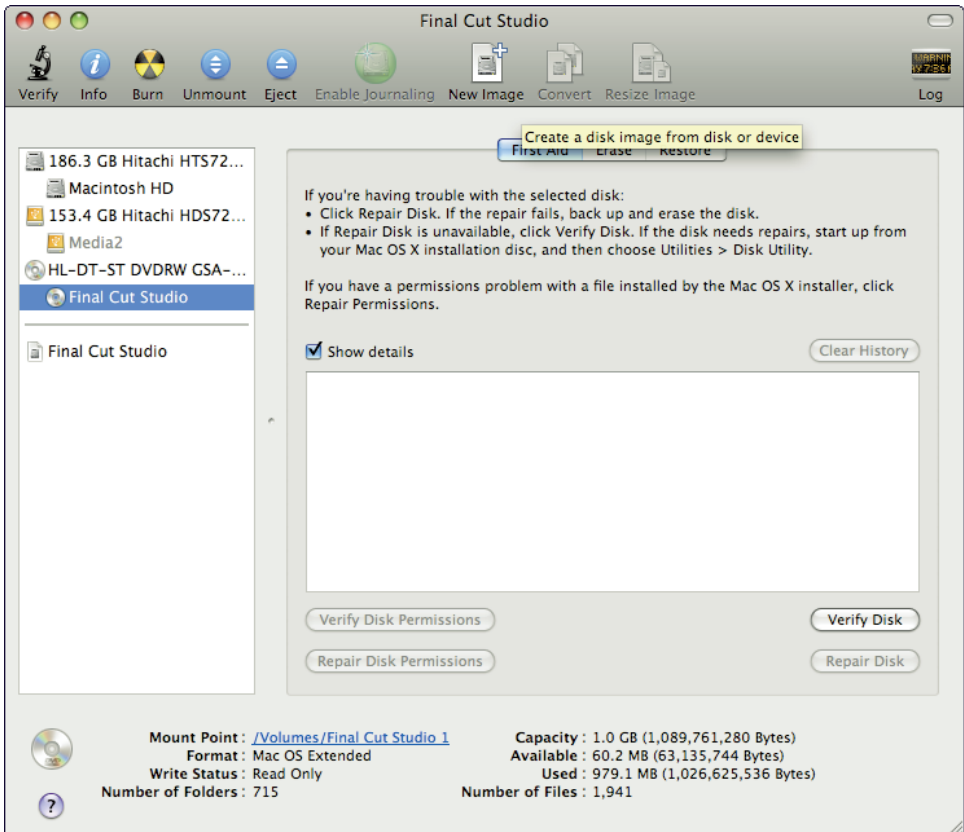 Final Cut Studio
Verify Info Burn Unmount Eject Enable Journaling New Image Convert Resize Image Log
Create a disk image from disk or device
First Aid Erase Restore
186.3 GB Hitachi HTS72...
Macintosh HD
153.4 GB Hitachi HDS72...
Media2
HL-DT-ST DVDRW GSA-...
Final Cut Studio
Final Cut Studio
If you're having trouble with the selected disk:
• Click Repair Disk. If the repair fails, back up and erase the disk.
• If Repair Disk is unavailable, click Verify Disk. If the disk needs repairs, start up from
your Mac OS X installation disc, and then choose Utilities > Disk Utility.
If you have a permissions problem with a file installed by the Mac OS X installer, click
Repair Permissions.
Show details
Clear History
Verify Disk Permissions
Verify Disk
Repair Disk Permissions
Repair Disk
Mount Point : /Volumes/Final Cut Studio 1
Format : Mac OS Extended
Write Status : Read Only
Number of Folders : 715
Capacity : 1.0 GB (1,089,761,280 Bytes)
Available : 60.2 MB (63,135,744 Bytes)
Used : 979.1 MB (1,026,625,536 Bytes)
Number of Files : 1,941
?